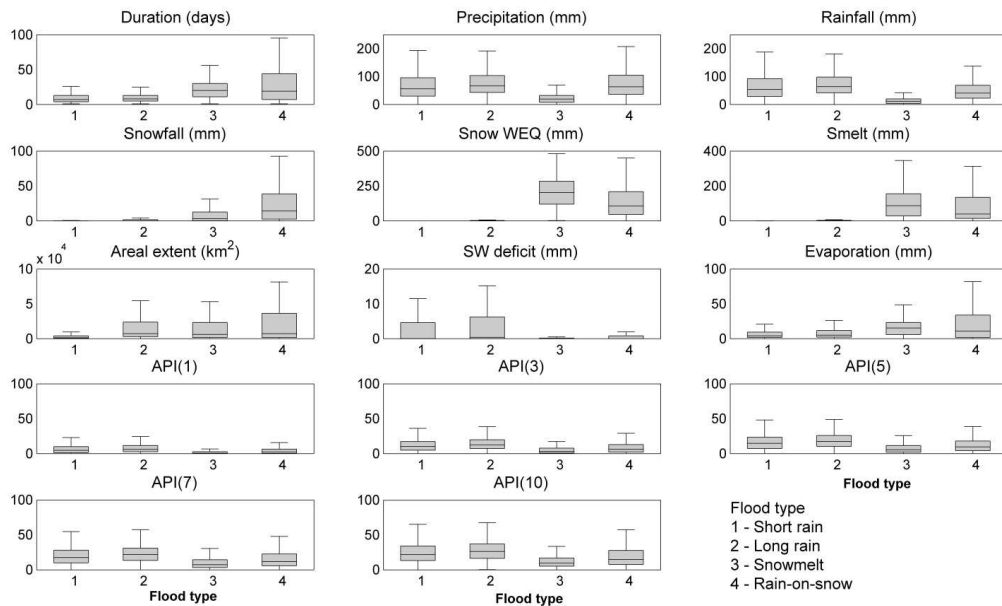 Duration (days) Precipitation (mm) Rainfall (mm)
100 200 200
50 100 100
0 0 0
1 2 3 4 1 2 3 4 1 2 3 4
Snowfall (mm) Snow WEQ (mm) Smelt (mm)
100 500 400
50 250 200
0 0 0
1 2 3 4 1 2 3 4 1 2 3 4
x 10⁴ Areal extent (km²) SW deficit (mm) Evaporation (mm)
10 20 100
5 10 50
0 0 0
1 2 3 4 1 2 3 4 1 2 3 4
API(1) API(3) API(5)
100 100 100
50 50 50
0 0 0
1 2 3 4 1 2 3 4 1 2 3 4
Flood type
API(7) API(10)
100 100
50 50
0 0
1 2 3 4 1 2 3 4
Flood type Flood type
Flood type
1 - Short rain
2 - Long rain
3 - Snowmelt
4 - Rain-on-snow